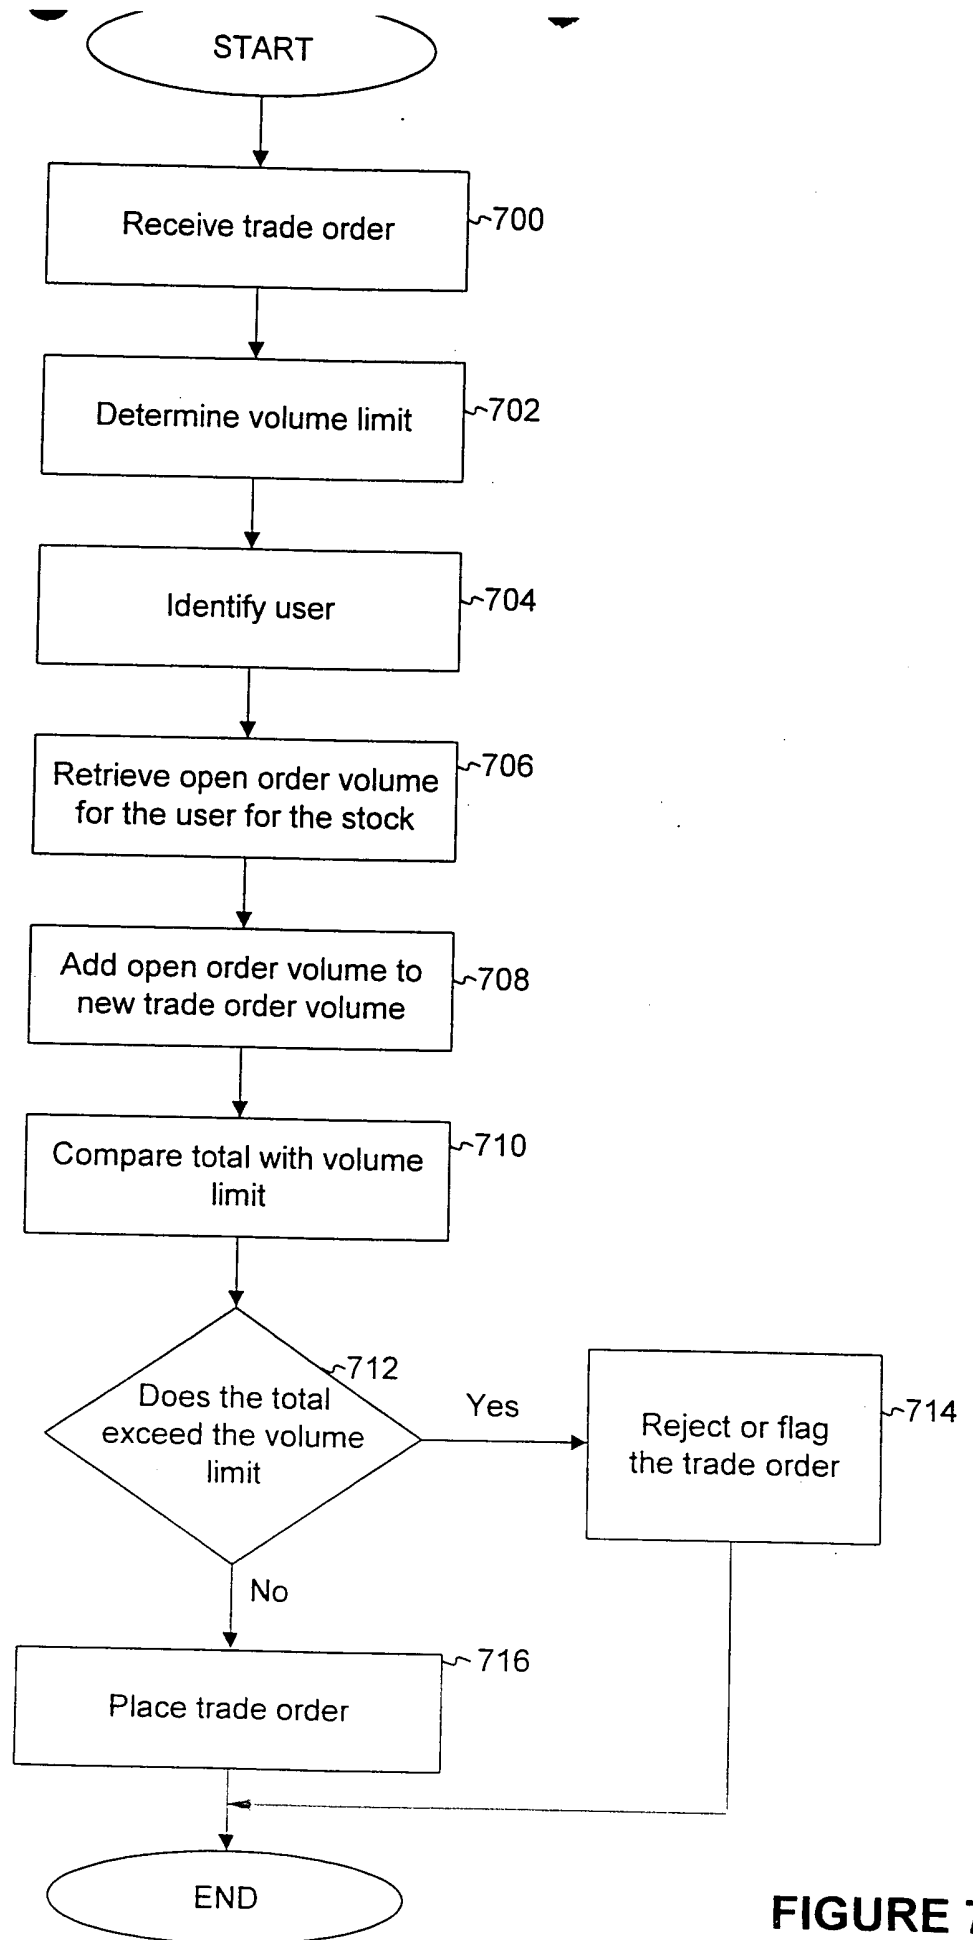 START
Receive trade order
700
Determine volume limit
702
Identify user
704
Retrieve open order volume
for the user for the stock
706
Add open order volume to
new trade order volume
708
Compare total with volume
limit
710
712
Does the total
exceed the volume
limit
Yes
Reject or flag
the trade order
714
No
Place trade order
716
END
FIGURE 7